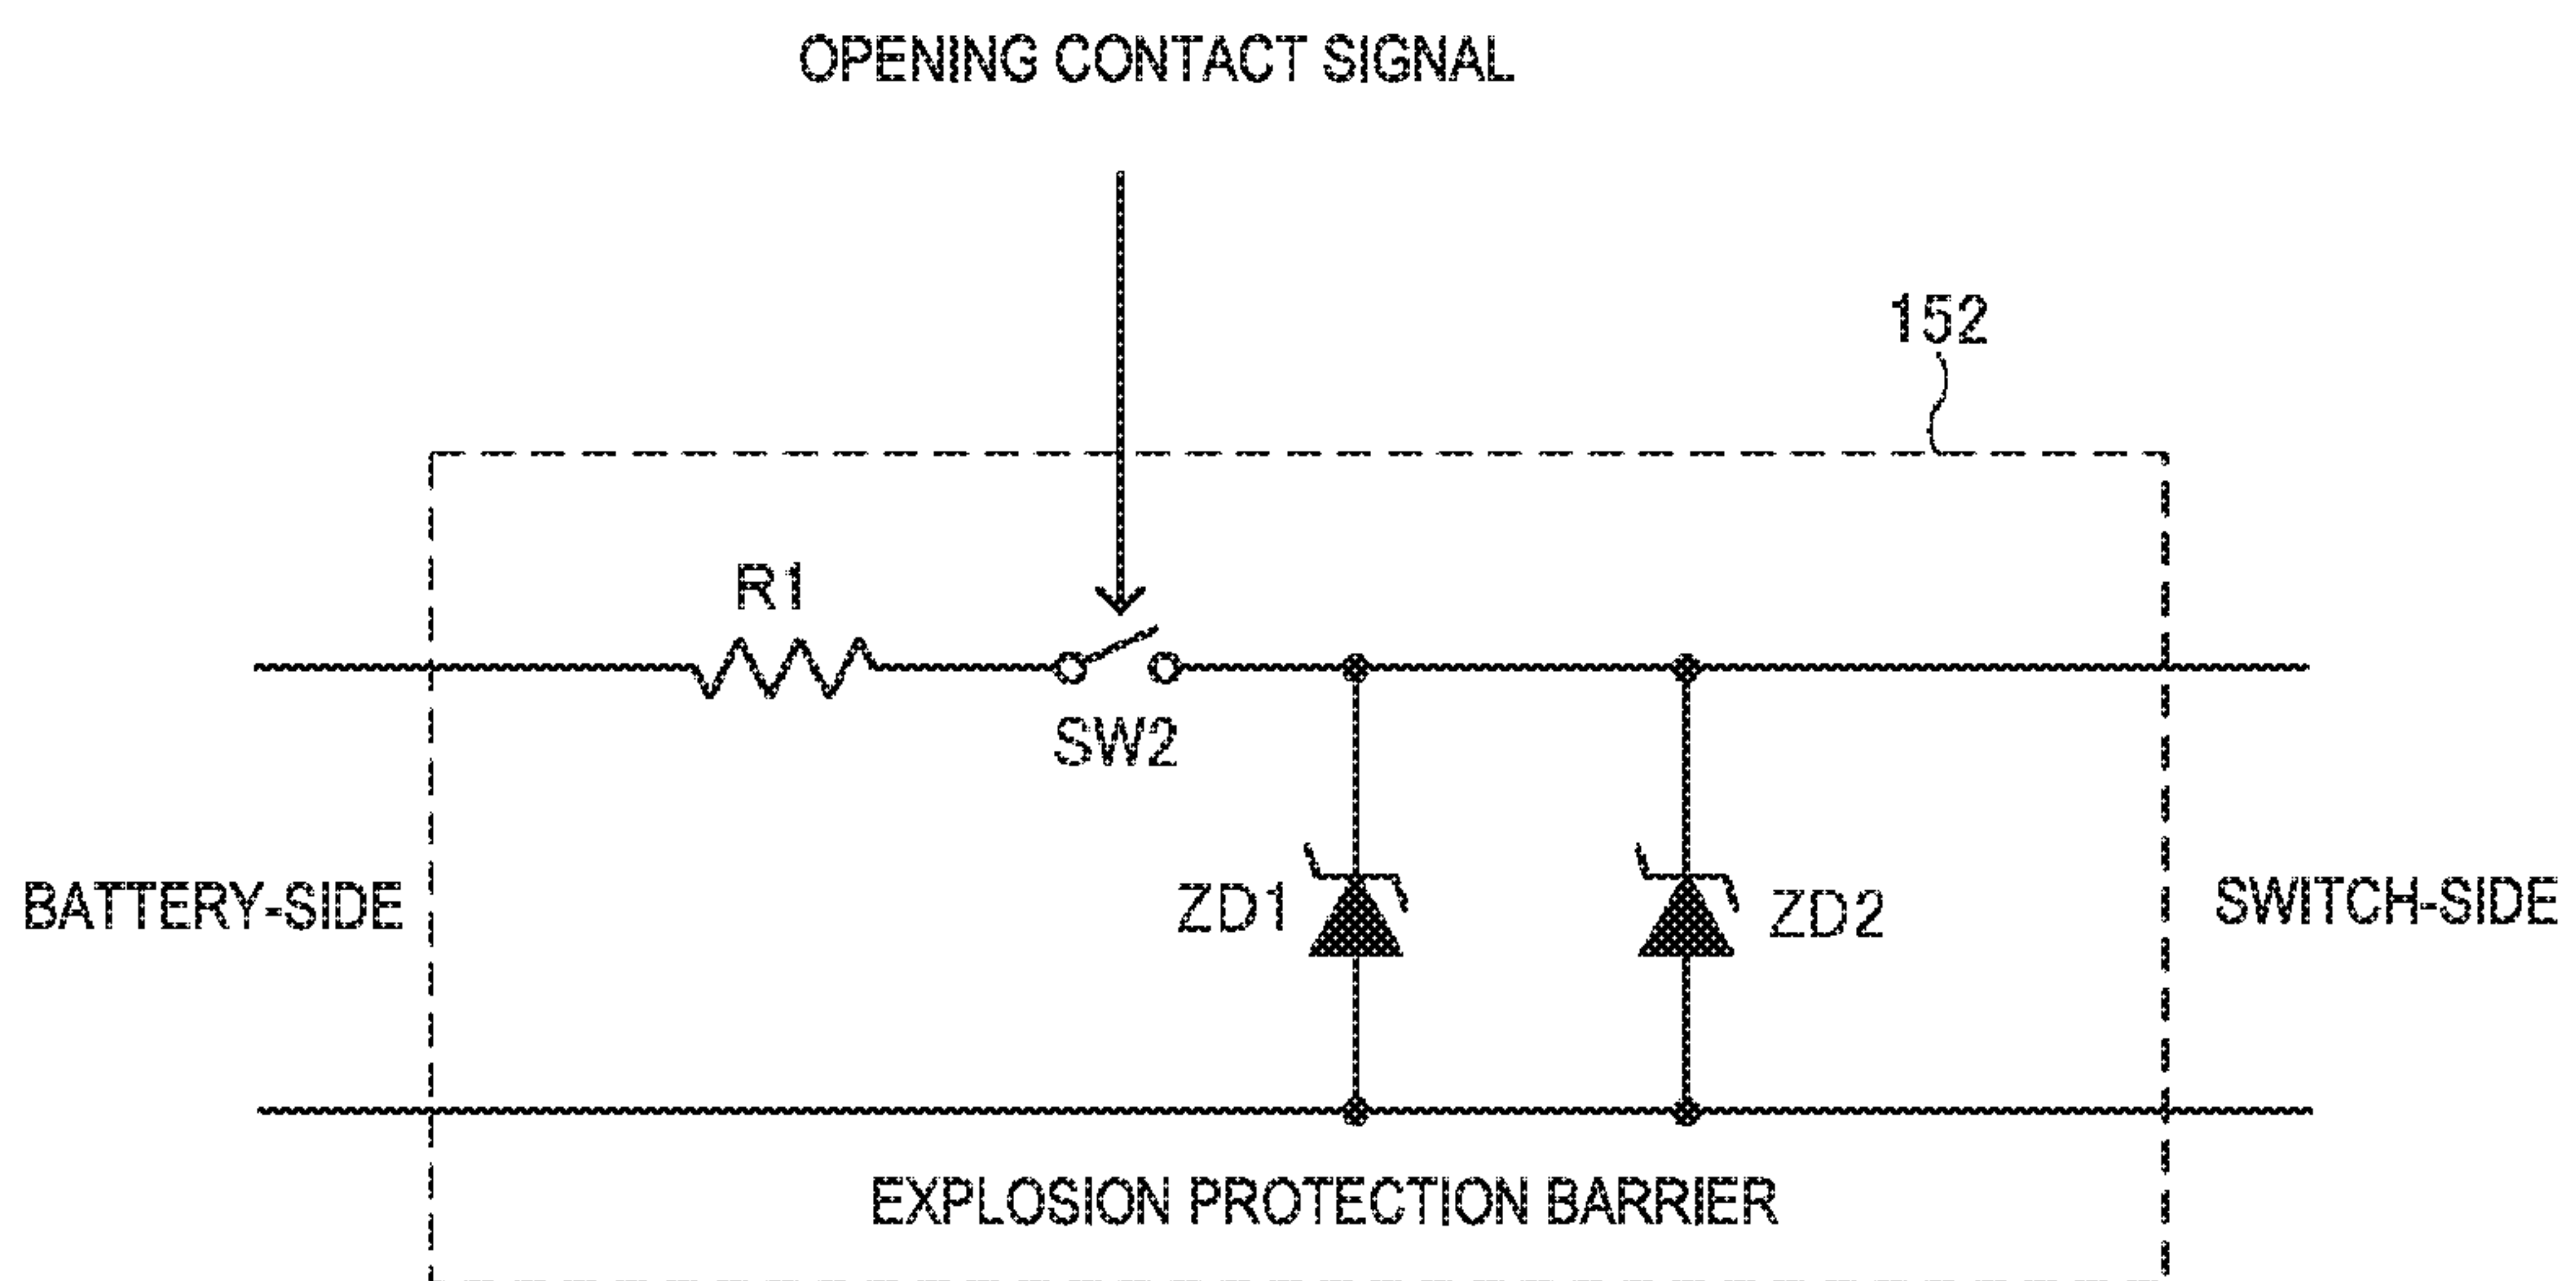 OPENING CONTACT SIGNAL
152
R1
SW2
BATTERY-SIDE
ZD1
ZD2
SWITCH-SIDE
EXPLOSION PROTECTION BARRIER